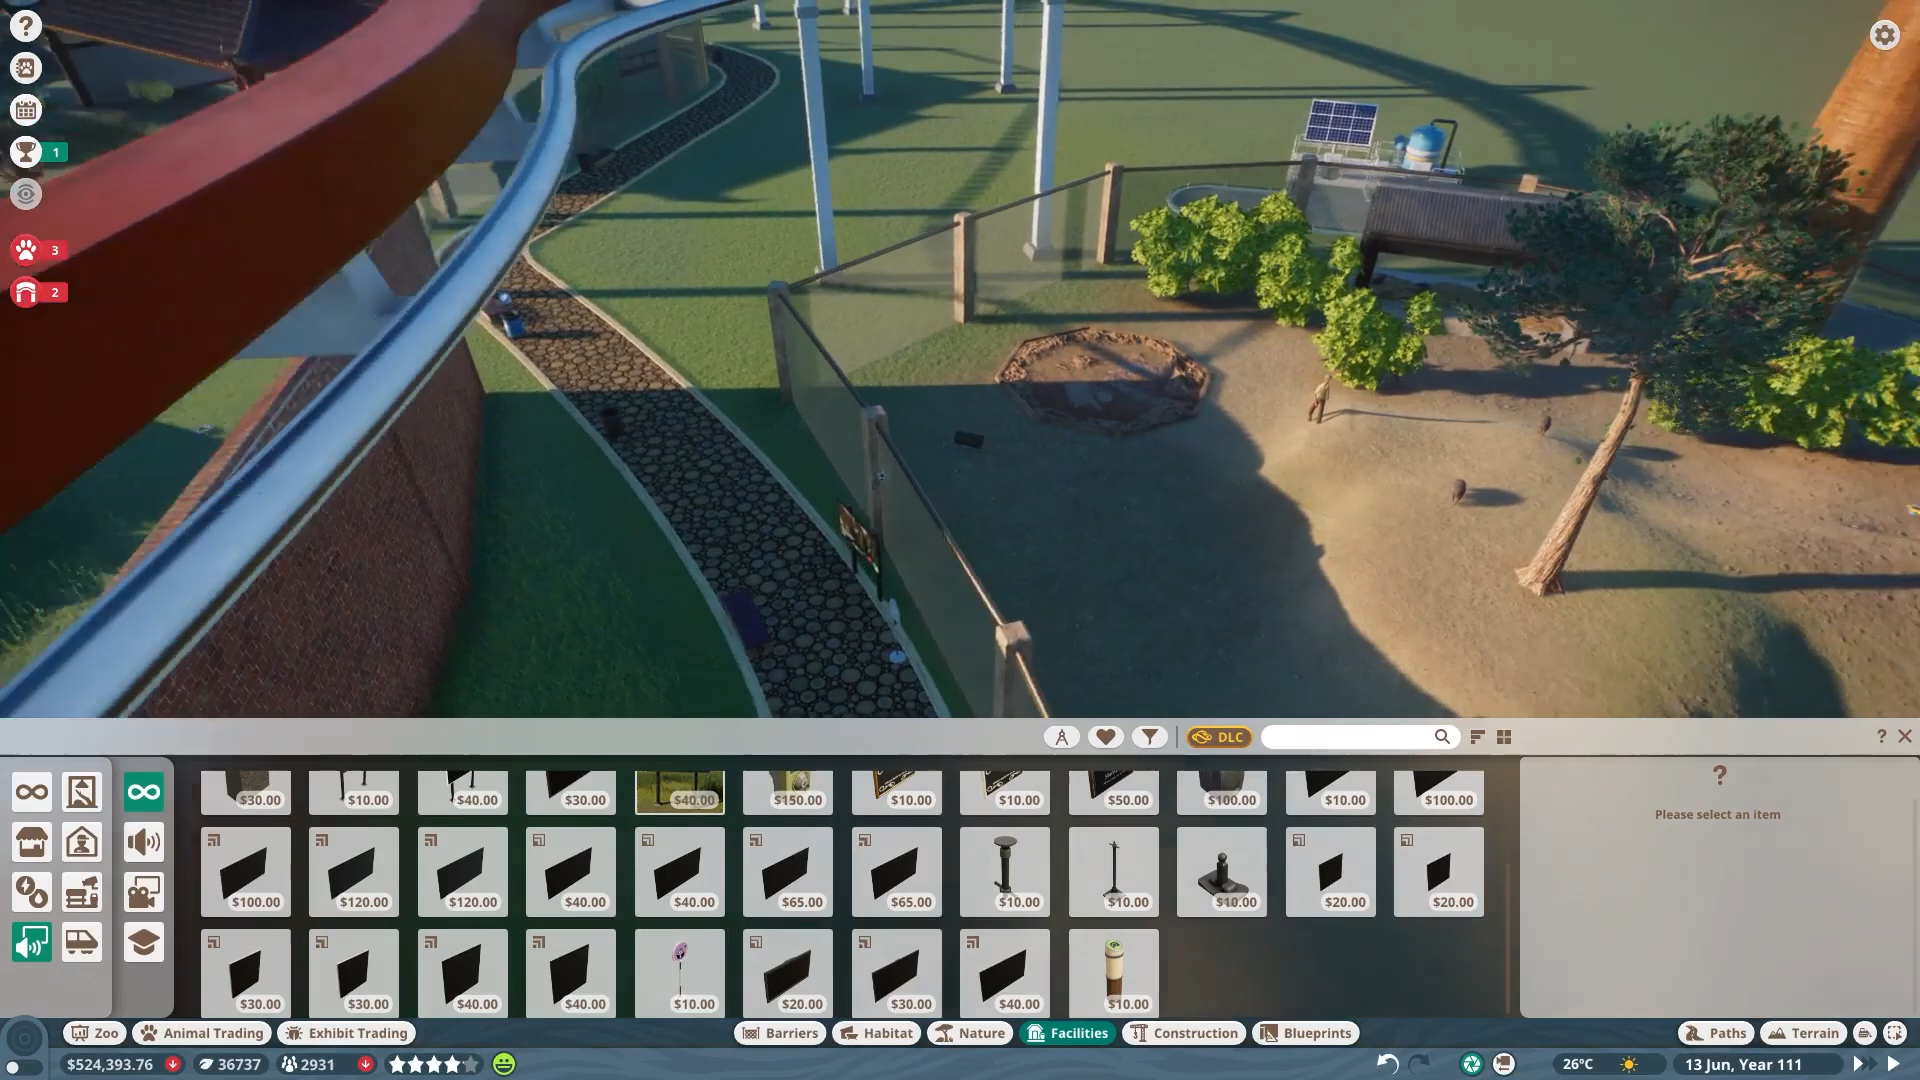 ?
1
3
2
DLC
? ×
$30.00 $10.00 $40.00 $30.00 $40.00 $150.00 $10.00 $10.00 $50.00 $100.00 $10.00 $100.00
$100.00 $120.00 $120.00 $40.00 $40.00 $65.00 $65.00 $10.00 $10.00 $10.00 $20.00 $20.00
$30.00 $30.00 $40.00 $40.00 $10.00 $20.00 $30.00 $40.00 $10.00
?
Please select an item
Zoo Animal Trading Exhibit Trading Barriers Habitat Nature Facilities Construction Blueprints Paths Terrain
$524,393.76 36737 2931 26°C 13 Jun, Year 111